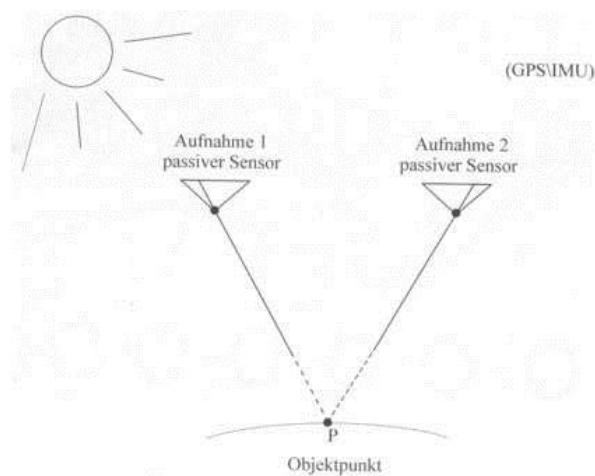 (GPS\IMU)
Aufnahme 1
passiver Sensor
Aufnahme 2
passiver Sensor
P
Objektpunkt